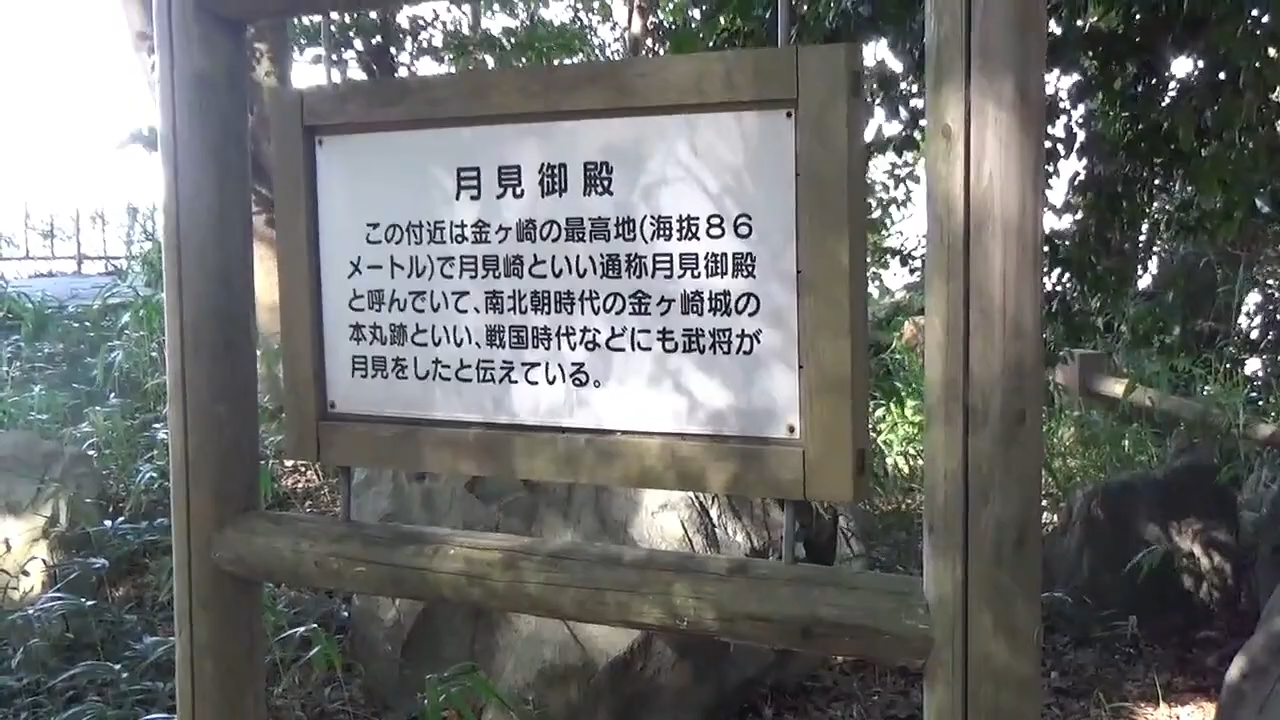 月見御殿
この付近は金ヶ崎の最高地(海抜86
メートル)で月見崎といい通称月見御殿
と呼んでいて、南北朝時代の金ヶ崎城の
本丸跡といい、戦国時代などにも武将が
月見をしたと伝えている。